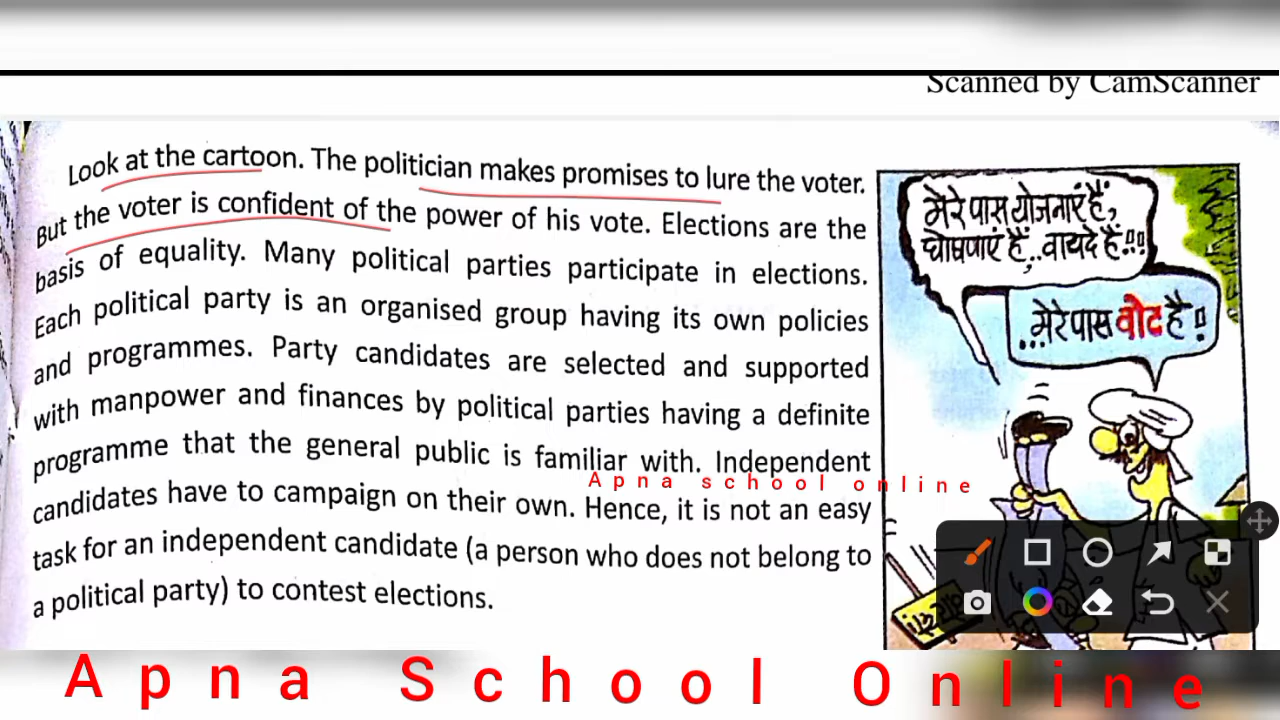 Scanned by CamScanner
Look at the cartoon. The politician makes promises to lure the voter.
But the voter is confident of the power of his vote. Elections are the
basis of equality. Many political parties participate in elections.
Each political party is an organised group having its own policies
and programmes. Party candidates are selected and supported
with manpower and finances by political parties having a definite
programme that the general public is familiar with. Independent
candidates have to campaign on their own. Hence, it is not an easy
task for an independent candidate (a person who does not belong to
a political party) to contest elections.
मेरे पास योजनाएं हैं,
घोषणाएं हैं,..वायदे हैं..!!
...मेरे पास वोट है!
Apna school online
Apna School Online